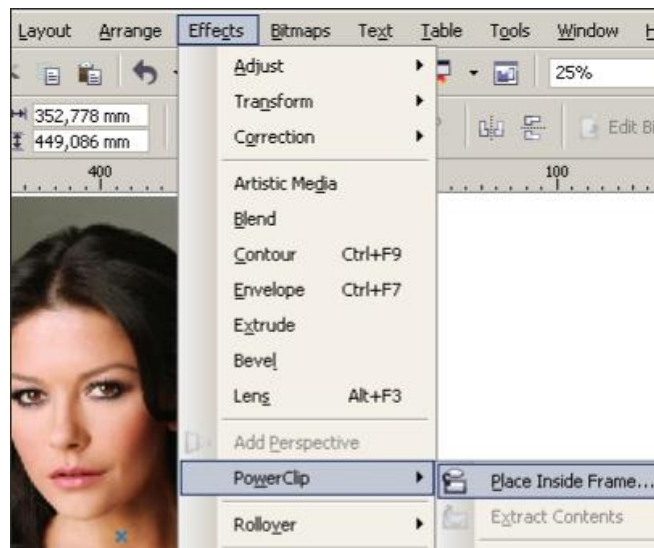 Layout Arrange Effects Bitmaps Text Table Tools Window H
25%
352,778 mm
449,086 mm
Edit Bi
400
100
Adjust
Transform
Correction
Artistic Media
Blend
Contour Ctrl+F9
Envelope Ctrl+F7
Extrude
Bevel
Lens Alt+F3
Add Perspective
PowerClip
Place Inside Frame...
Extract Contents
Rollover